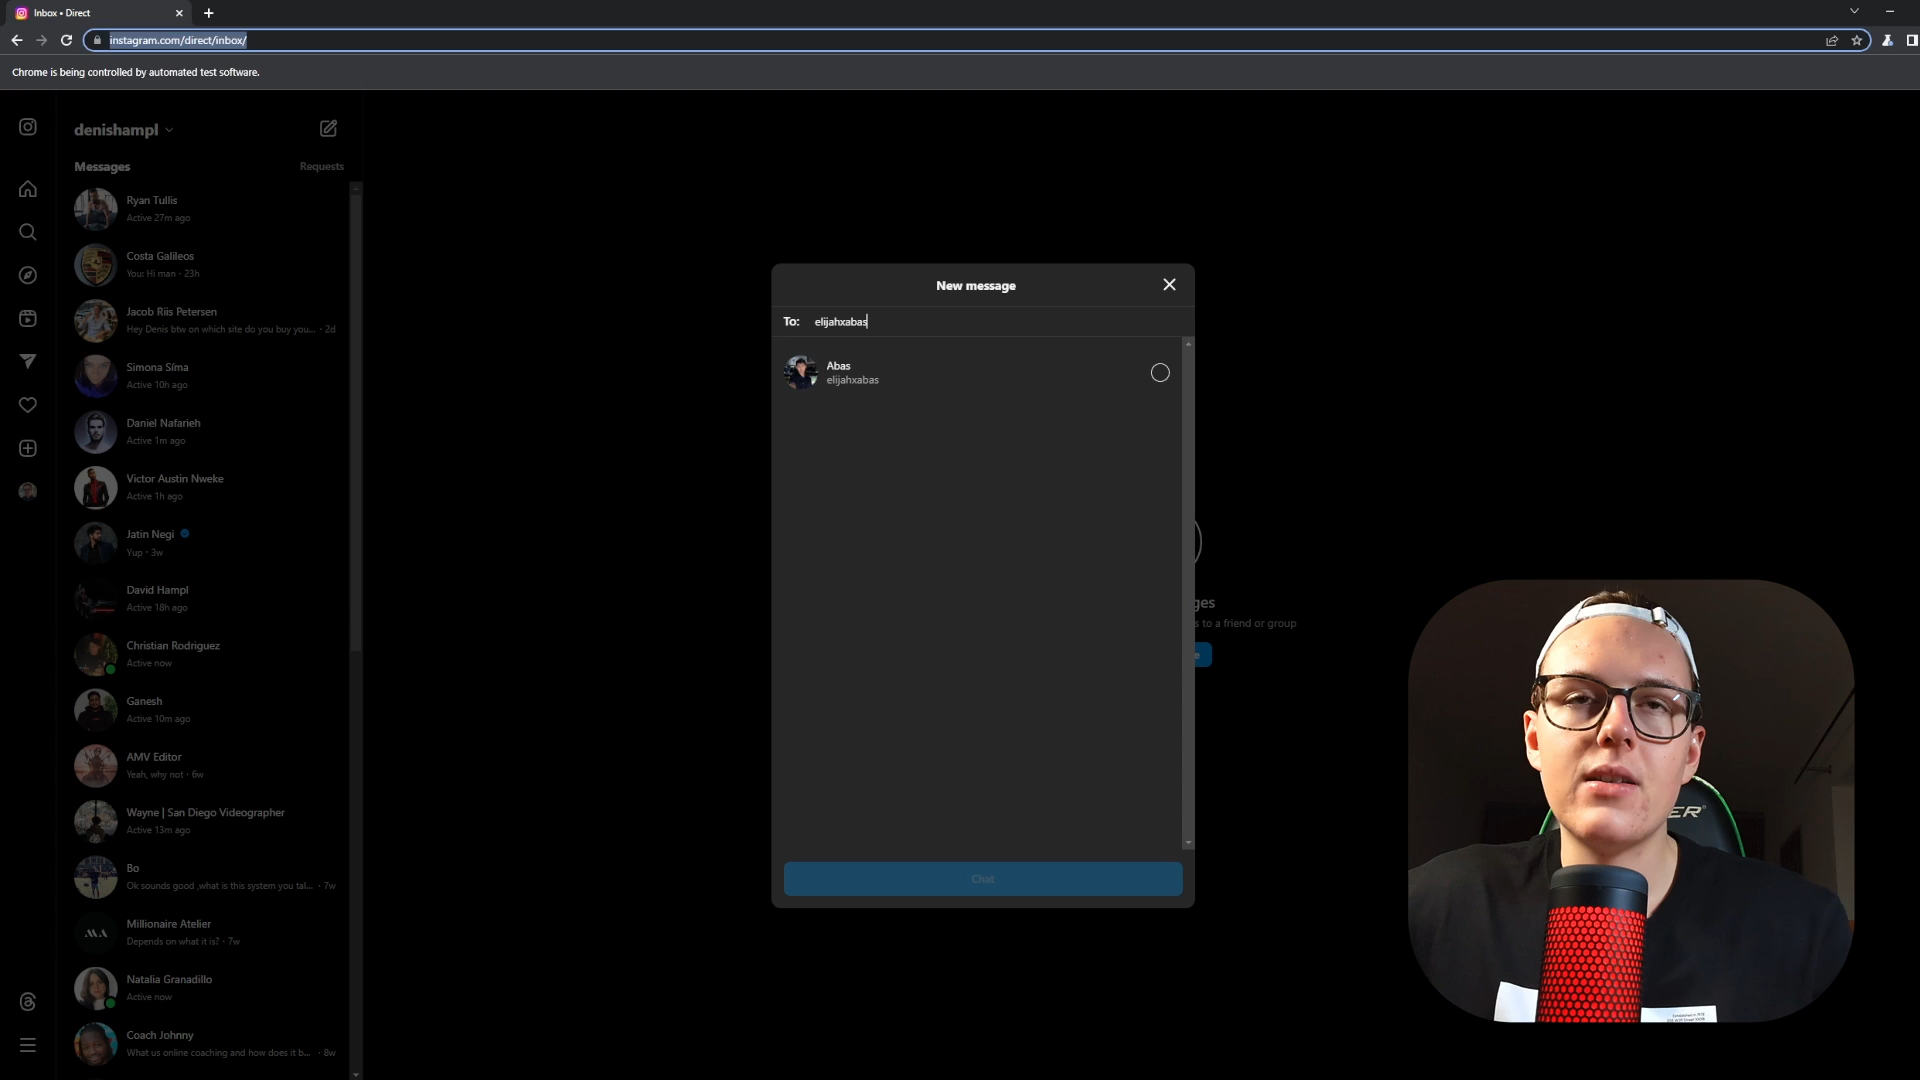 Inbox • Direct
instagram.com/direct/inbox/
Chrome is being controlled by automated test software.
denishampl
Messages
Requests
Ryan Tullis
Active 27m ago
Costa Galileos
You: Hi man · 23h
Jacob Riis Petersen
Hey Denis btw on which site do you buy you... · 2d
Simona Síma
Active 10h ago
Daniel Nafarieh
Active 1m ago
Victor Austin Nweke
Active 1h ago
Jatin Negi
Yup · 3w
David Hampl
Active 18h ago
Christian Rodriguez
Active now
Ganesh
Active 10m ago
AMV Editor
Yeah, why not · 6w
Wayne | San Diego Videographer
Active 13m ago
Bo
Ok sounds good ,what is this system you tal... · 7w
Millionaire Atelier
Depends on what it is? · 7w
Natalia Granadillo
Active now
Coach Johnny
What us online coaching and how does it b... · 8w
New message
To: elijahxabas
Abas
elijahxabas
Chat
ges
s to a friend or group
e
ER